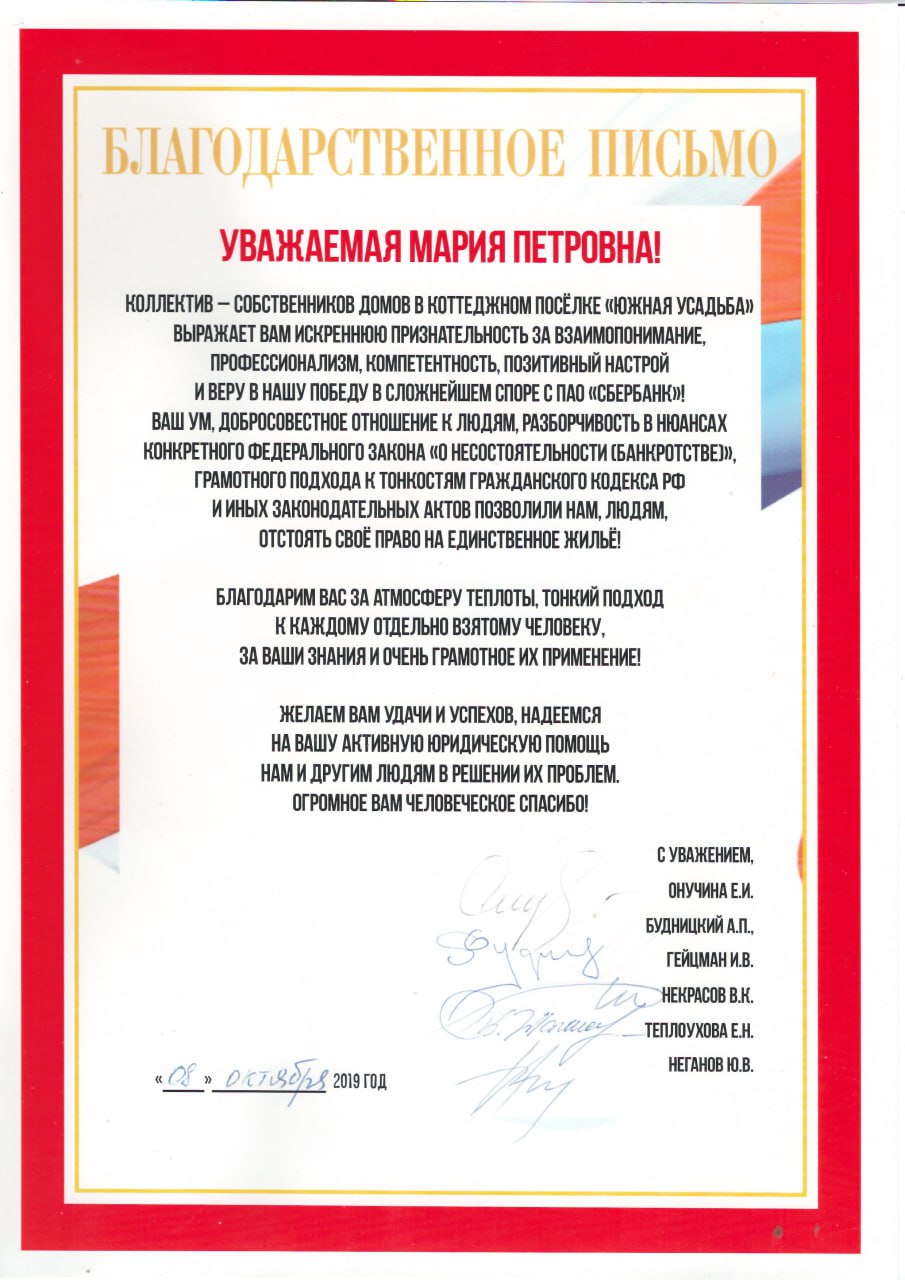 БЛАГОДАРСТВЕННОЕ ПИСЬМО
УВАЖАЕМАЯ МАРИЯ ПЕТРОВНА!
КОЛЛЕКТИВ – СОБСТВЕННИКОВ ДОМОВ В КОТТЕДЖНОМ ПОСЁЛКЕ «ЮЖНАЯ УСАДЬБА»
ВЫРАЖАЕТ ВАМ ИСКРЕННЮЮ ПРИЗНАТЕЛЬНОСТЬ ЗА ВЗАИМОПОНИМАНИЕ,
ПРОФЕССИОНАЛИЗМ, КОМПЕТЕНТНОСТЬ, ПОЗИТИВНЫЙ НАСТРОЙ
И ВЕРУ В НАШУ ПОБЕДУ В СЛОЖНЕЙШЕМ СПОРЕ С ПАО «СБЕРБАНК»!
ВАШ УМ, ДОБРОСОВЕСТНОЕ ОТНОШЕНИЕ К ЛЮДЯМ, РАЗБОРЧИВОСТЬ В НЮАНСАХ
КОНКРЕТНОГО ФЕДЕРАЛЬНОГО ЗАКОНА «О НЕСОСТОЯТЕЛЬНОСТИ (БАНКРОТСТВЕ)»,
ГРАМОТНОГО ПОДХОДА К ТОНКОСТЯМ ГРАЖДАНСКОГО КОДЕКСА РФ
И ИНЫХ ЗАКОНОДАТЕЛЬНЫХ АКТОВ ПОЗВОЛИЛИ НАМ, ЛЮДЯМ,
ОТСТОЯТЬ СВОЁ ПРАВО НА ЕДИНСТВЕННОЕ ЖИЛЬЁ!
БЛАГОДАРИМ ВАС ЗА АТМОСФЕРУ ТЕПЛОТЫ, ТОНКИЙ ПОДХОД
К КАЖДОМУ ОТДЕЛЬНО ВЗЯТОМУ ЧЕЛОВЕКУ,
ЗА ВАШИ ЗНАНИЯ И ОЧЕНЬ ГРАМОТНОЕ ИХ ПРИМЕНЕНИЕ!
ЖЕЛАЕМ ВАМ УДАЧИ И УСПЕХОВ, НАДЕЕМСЯ
НА ВАШУ АКТИВНУЮ ЮРИДИЧЕСКУЮ ПОМОЩЬ
НАМ И ДРУГИМ ЛЮДЯМ В РЕШЕНИИ ИХ ПРОБЛЕМ.
ОГРОМНОЕ ВАМ ЧЕЛОВЕЧЕСКОЕ СПАСИБО!
С УВАЖЕНИЕМ,
ОНУЧИНА Е.И.
БУДНИЦКИЙ А.П.,
ГЕЙЦМАН И.В.
НЕКРАСОВ В.К.
ТЕПЛОУХОВА Е.Н.
НЕГАНОВ Ю.В.
«08» октября 2019 ГОД